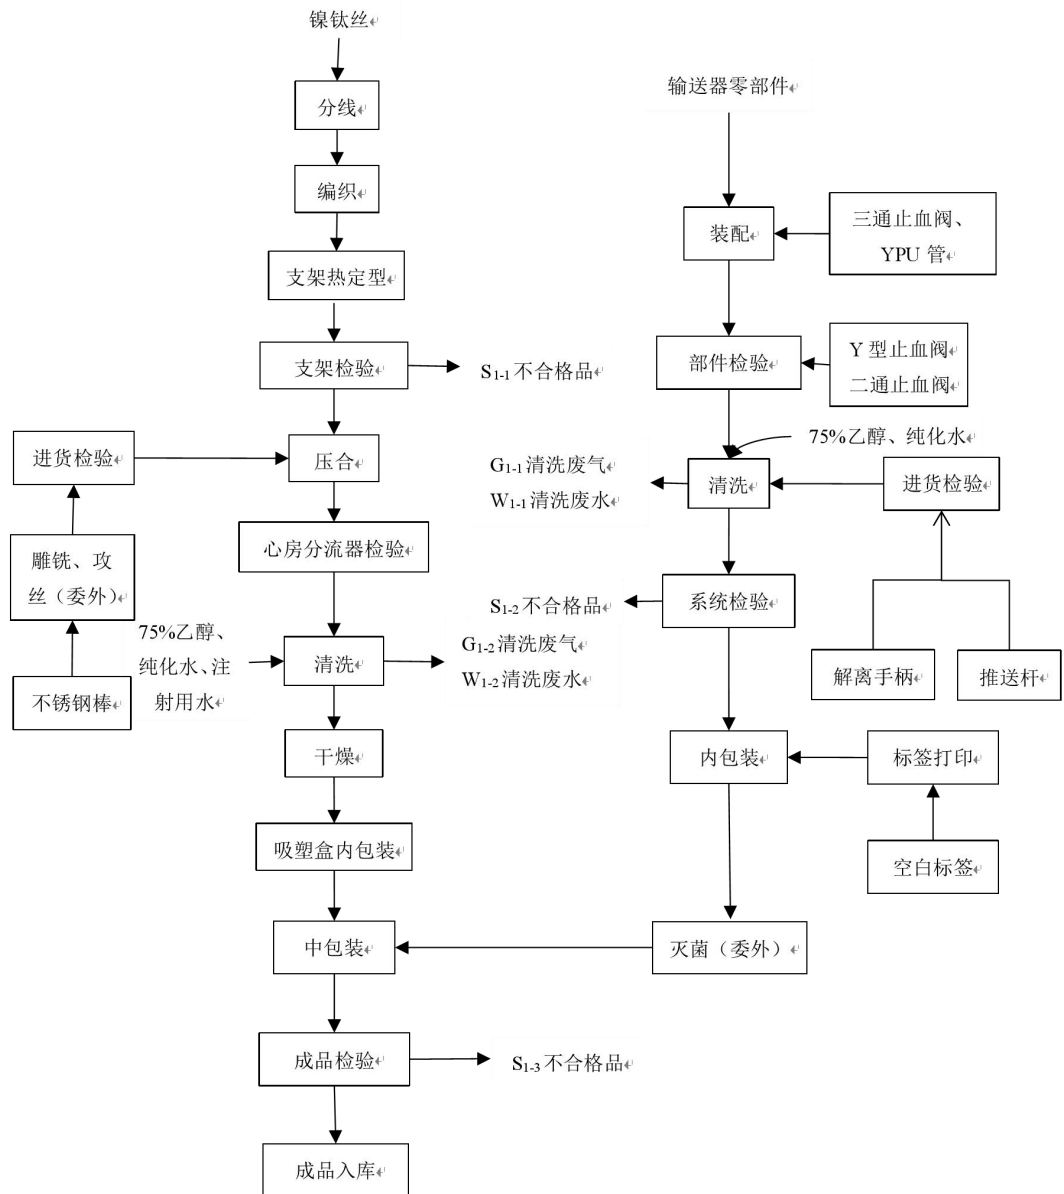 镍钛丝
输送器零部件
分线
编织
三通止血阀、
YPU 管
装配
支架热定型
Y 型止血阀
二通止血阀
部件检验
支架检验
S1-1 不合格品
75%乙醇、纯化水
进货检验
压合
G1-1 清洗废气
W1-1 清洗废水
清洗
进货检验
心房分流器检验
雕铣、攻
丝（委外）
S1-2 不合格品
系统检验
75%乙醇、
纯化水、注
射用水
清洗
G1-2 清洗废气
W1-2 清洗废水
解离手柄
推送杆
不锈钢棒
干燥
内包装
标签打印
吸塑盒内包装
空白标签
中包装
灭菌（委外）
成品检验
S1-3 不合格品
成品入库